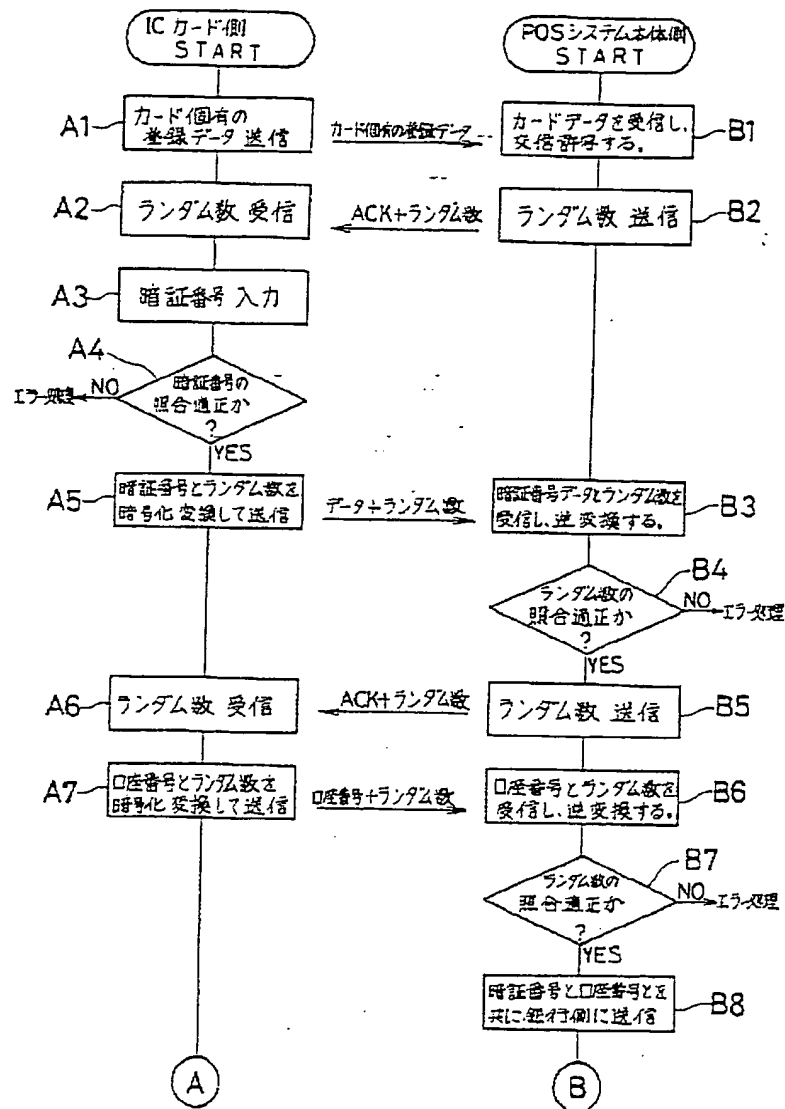 ICカード側
START
POSシステム本体側
START
A1
カード固有の
登録データ 送信
カード固有の登録データ
カードデータを受信し、
交信許可する。
B1
A2
ランダム数 受信
ACK+ランダム数
ランダム数 送信
B2
A3
暗証番号 入力
A4
暗証番号の
照合適正か
?
NO
エラー処理
YES
A5
暗証番号とランダム数を
暗号化変換して送信
データ+ランダム数
暗証番号データとランダム数を
受信し、逆変換する。
B3
B4
ランダム数の
照合適正か
?
NO
エラー処理
YES
A6
ランダム数 受信
ACK+ランダム数
ランダム数 送信
B5
A7
口座番号とランダム数を
暗号化変換して送信
口座番号+ランダム数
口座番号とランダム数を
受信し、逆変換する。
B6
B7
ランダム数の
照合適正か
?
NO
エラー処理
YES
暗証番号と口座番号とを
共に銀行側に送信
B8
A
B